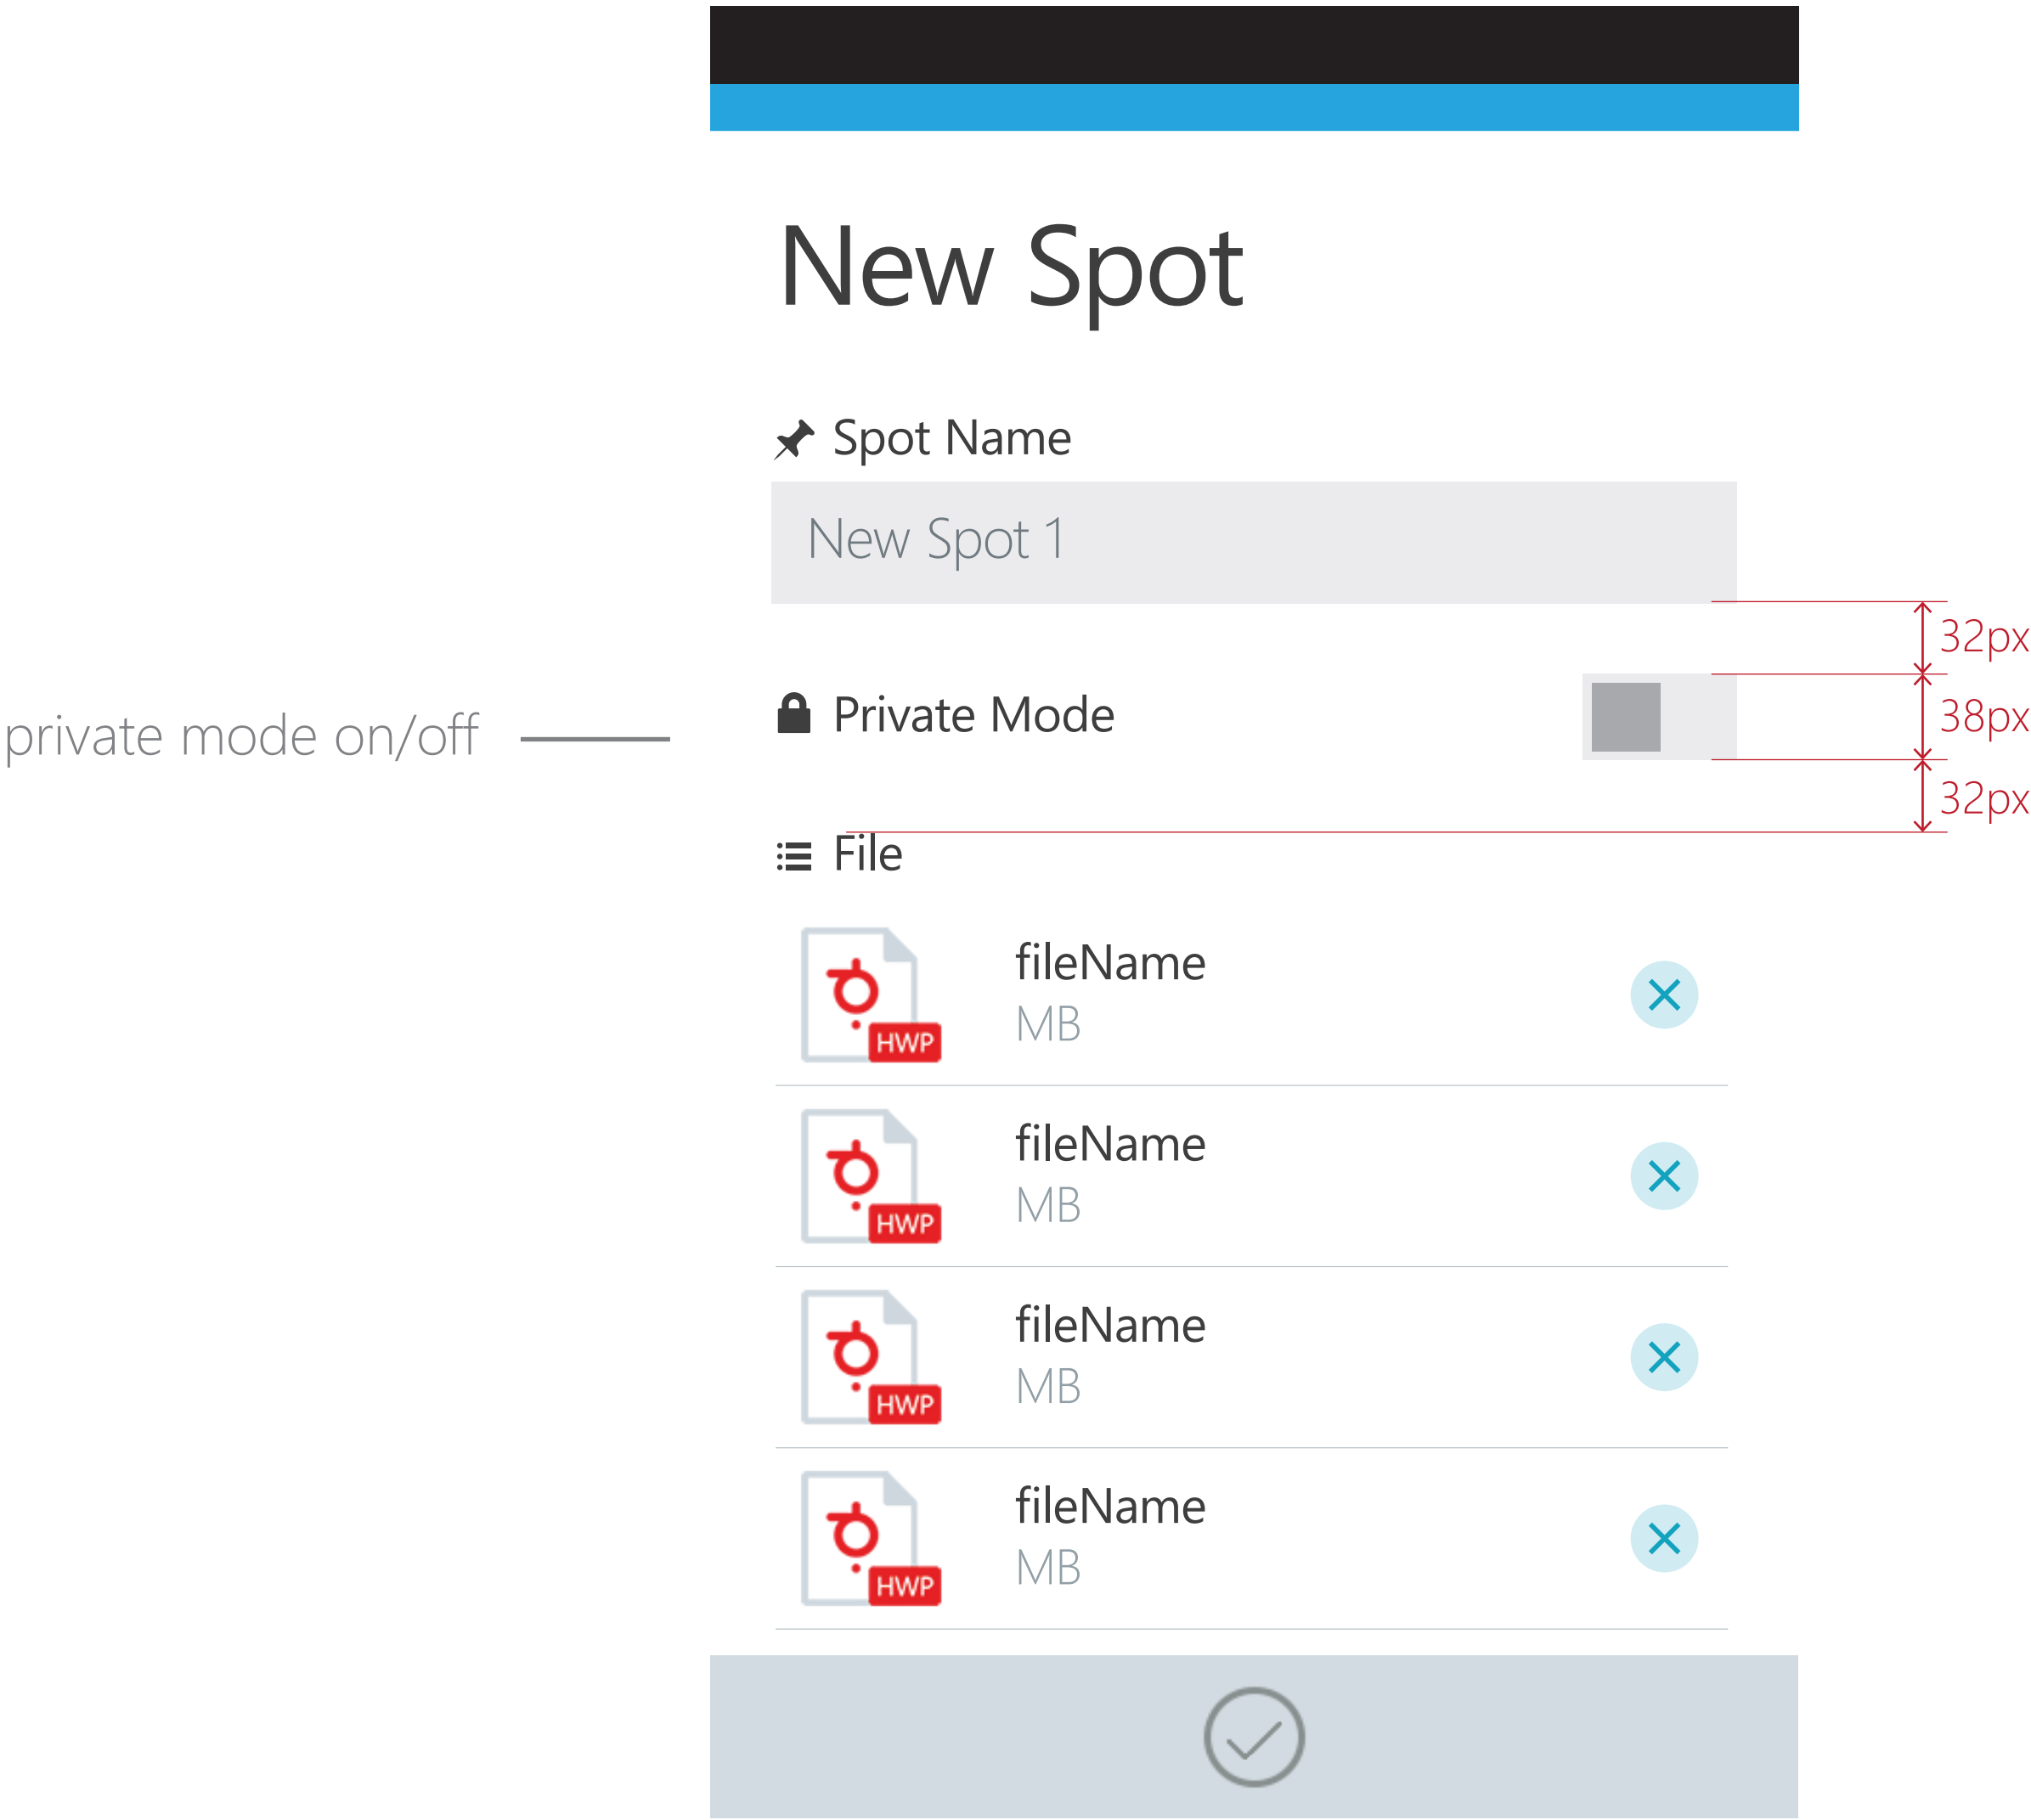 New Spot
Spot Name
New Spot 1
32px
private mode on/off
Private Mode
38px
32px
File
fileName
MB
HWP
fileName
MB
HWP
fileName
MB
HWP
fileName
MB
HWP